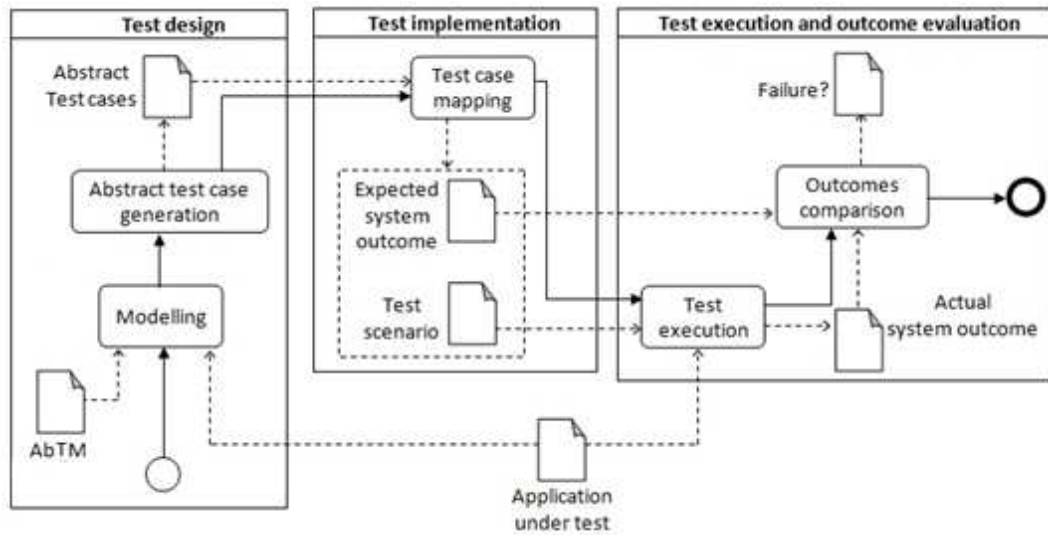 Test design
Abstract
Test cases
Abstract test case
generation
Modelling
AbTM
Test implementation
Test case
mapping
Expected
system
outcome
Test
scenario
Test execution and outcome evaluation
Failure?
Outcomes
comparison
Test
execution
Actual
system outcome
Application
under test